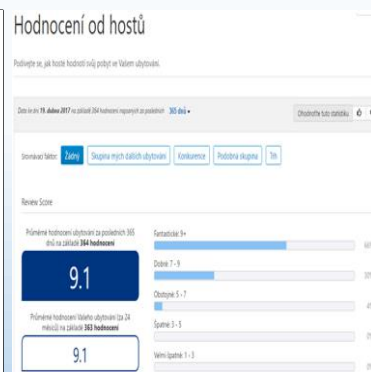 Hodnocení od hostů
Podívejte se, jak hosté hodnotí svůj pobyt ve Vašem ubytování.
Data ke dni 19. dubna 2017 na základě 364 hodnocení napsaných za posledních 365 dnů
Ohodnoťte tuto statistiku
Srovnávací faktor: Žádný Skupina mých dalších ubytování Konkurence Podobná skupina Trh
Review Score
Průměrné hodnocení ubytování za posledních 365
dnů na základě 364 hodnocení
9.1
Průměrné hodnocení Vašeho ubytování (za 24
měsíců) na základě 363 hodnocení
9.1
Fantastické: 9+
Dobré: 7 - 9
Obstojné: 5 - 7
Špatné: 3 - 5
Velmi špatné: 1 - 3